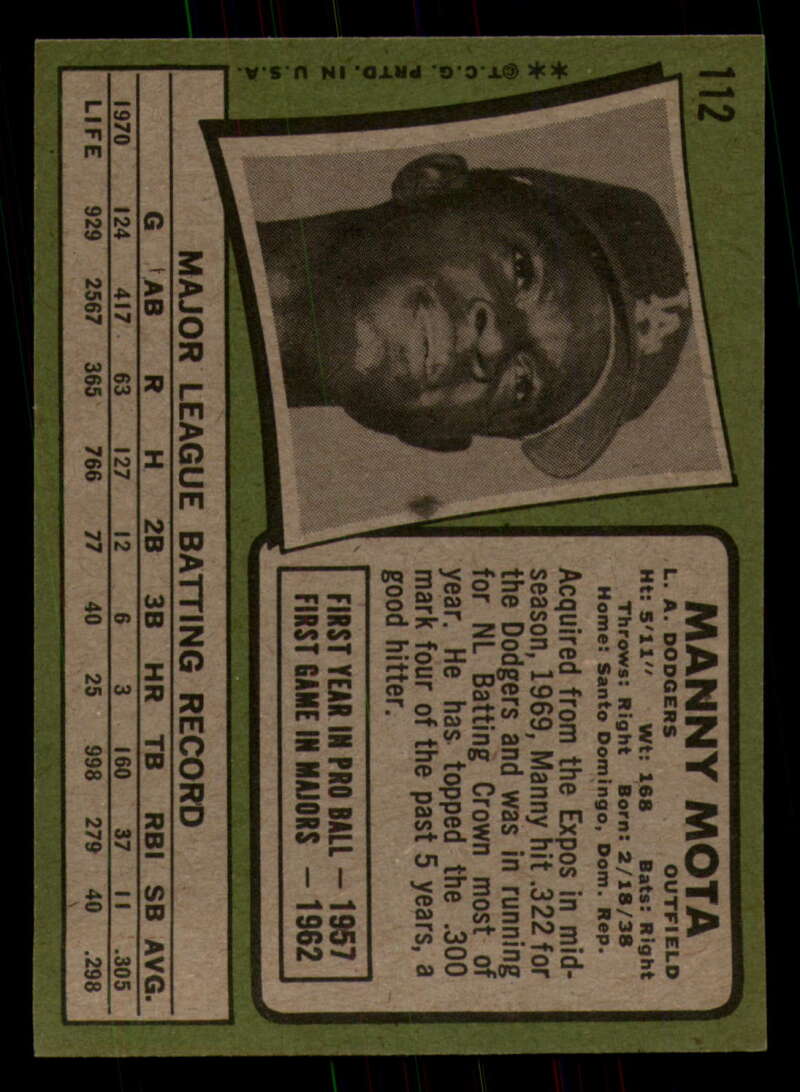 112
**©T.C.G. PRTD. IN U.S.A.
LA
MANNY MOTA
L. A. DODGERS OUTFIELD
Ht: 5'11" Wt: 168 Bats: Right
Throws: Right Born: 2/18/38
Home: Santo Domingo, Dom. Rep.
Acquired from the Expos in mid-
season, 1969, Manny hit .322 for
the Dodgers and was in running
for NL Batting Crown most of
year. He has topped the .300
mark four of the past 5 years, a
good hitter.
FIRST YEAR IN PRO BALL — 1957
FIRST GAME IN MAJORS — 1962
MAJOR LEAGUE BATTING RECORD
G AB R H 2B 3B HR TB RBI SB AVG.
1970 124 417 63 127 12 6 3 160 37 11 .305
LIFE 929 2567 365 766 77 40 25 998 279 40 .298